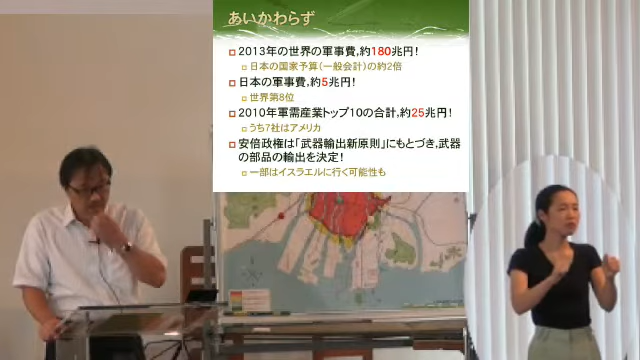 あいかわらず
2013年の世界の軍事費,約180兆円!
日本の国家予算(一般会計)の約2倍
日本の軍事費,約5兆円!
世界第8位
2010年軍需産業トップ10の合計,約25兆円!
うち7社はアメリカ
安倍政権は「武器輸出新原則」にもとづき,武器
の部品の輸出を決定!
一部はイスラエルに行く可能性も